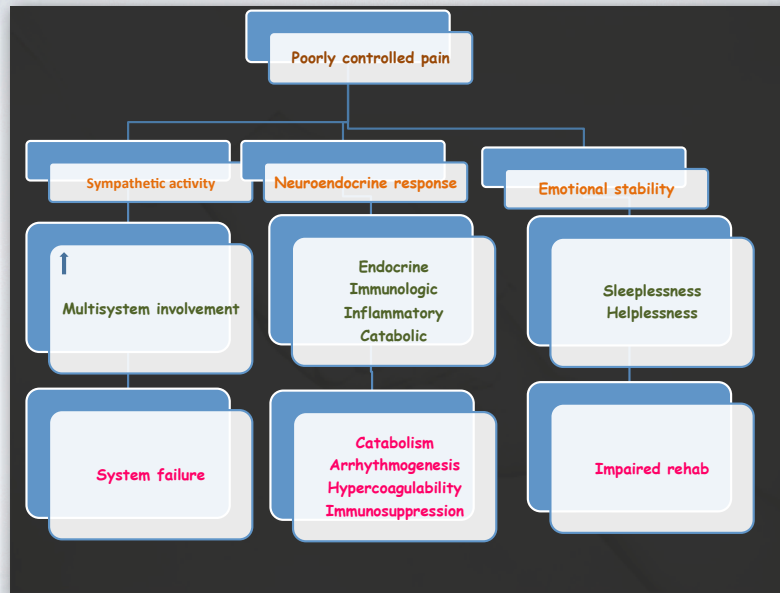 Poorly controlled pain
Sympathetic activity
Neuroendocrine response
Emotional stability
Multisystem involvement
Endocrine
Immunologic
Inflammatory
Catabolic
Sleeplessness
Helplessness
System failure
Catabolism
Arrhythmogenesis
Hypercoagulability
Immunosuppression
Impaired rehab